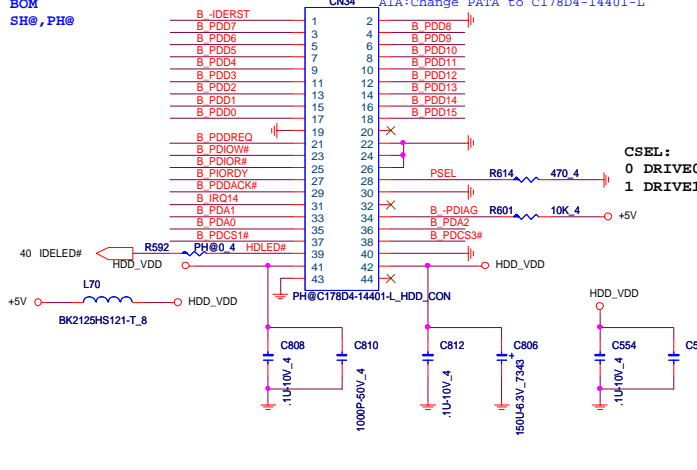 BOM
SH@,PH@
CN34
A1A:Change PATA to C178D4-14401-L
B_-IDERST 1 2
B_PDD7 3 4 B_PDD8
B_PDD6 5 6 B_PDD9
B_PDD5 7 8 B_PDD10
B_PDD4 9 10 B_PDD11
B_PDD3 11 12 B_PDD12
B_PDD2 13 14 B_PDD13
B_PDD1 15 16 B_PDD14
B_PDD0 17 18 B_PDD15
19 20
B_PDDREQ 21 22
B_PDIOW# 23 24
B_PDIOR# 25 26
B_PIORDY 27 28 PSEL R614 470_4
B_PDDACK# 29 30
B_IRQ14 31 32
B_PDA1 33 34 B_-PDIAG R601 10K_4 +5V
B_PDA0 35 36 B_PDA2
B_PDCS1# 37 38 B_PDCS3#
40 IDELED# R592 PH@0_4 HDLED# 39 40
HDD_VDD 41 42 HDD_VDD
43 44
CSEL:
0 DRIVE0
1 DRIVE1
PH@C178D4-14401-L_HDD_CON
L70
+5V HDD_VDD
BK2125HS121-T_8
HDD_VDD
C808
.1U-10V_4
C810
1000P-50V_4
C812
.1U-10V_4
C806
+
150U-6.3V_7343
C554
.1U-10V_4